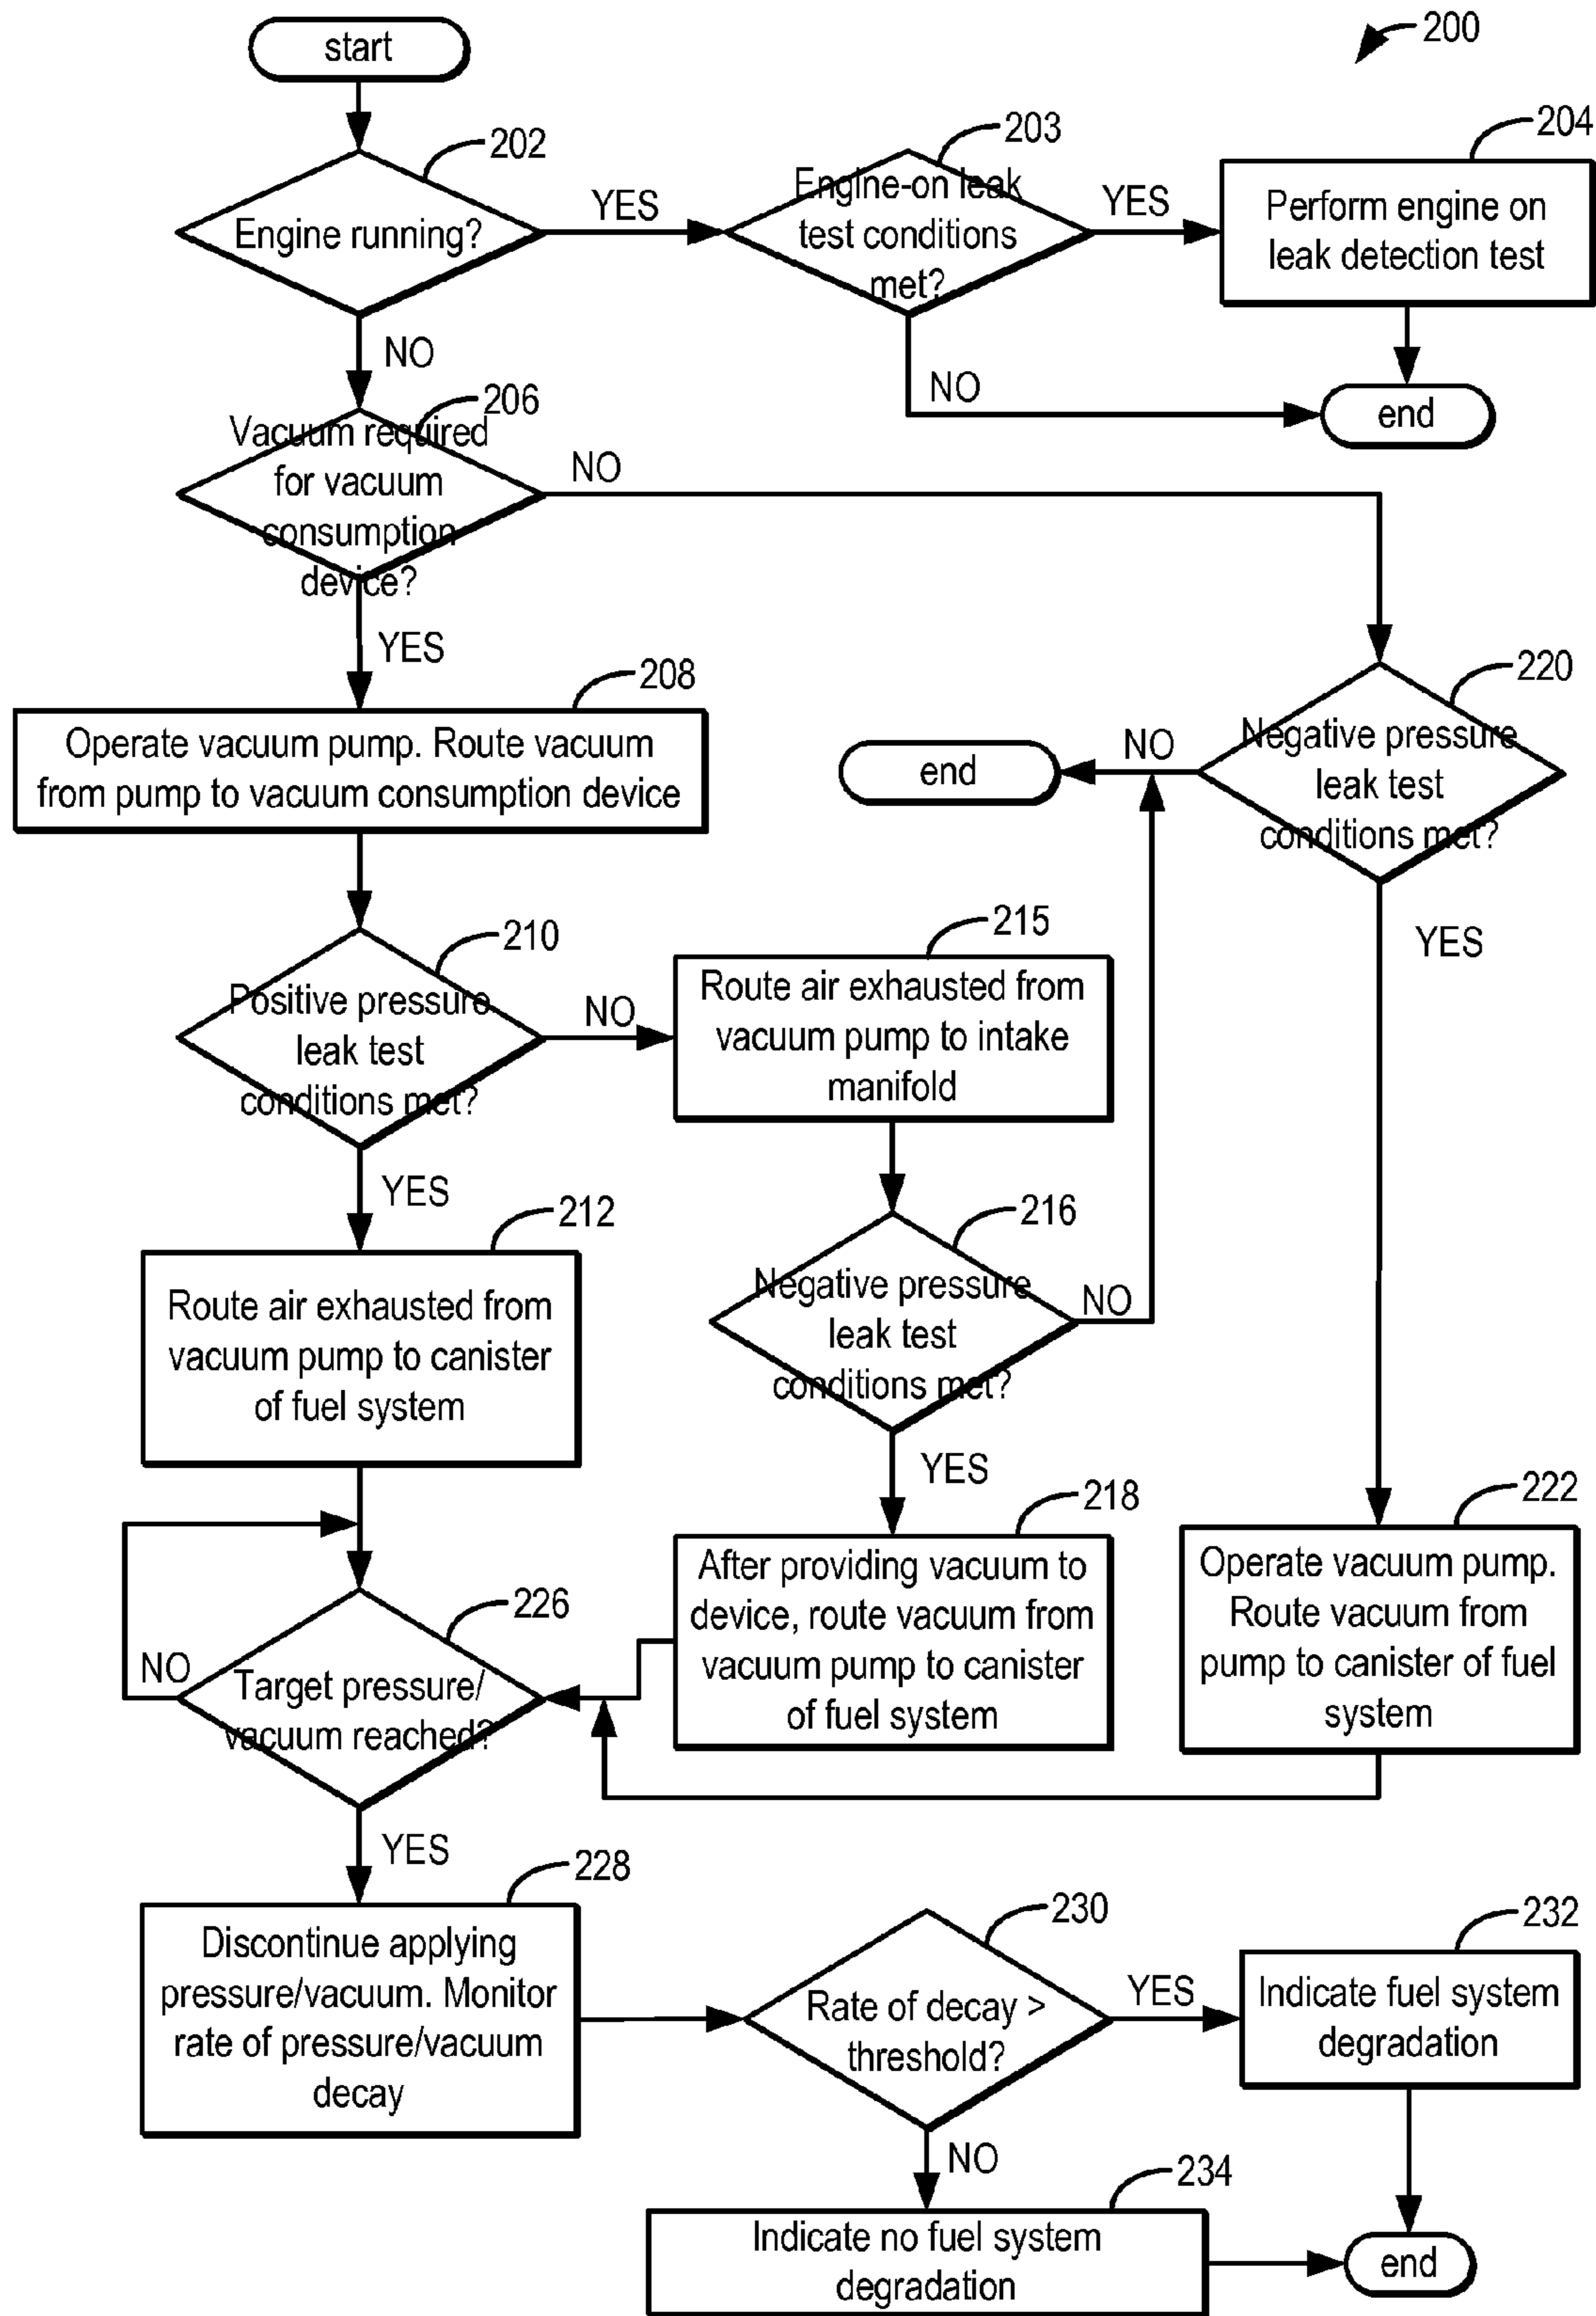 start
200
202
Engine running?
YES
203
Engine-on leak
test conditions
met?
YES
204
Perform engine on
leak detection test
NO
NO
end
206
Vacuum required
for vacuum
consumption
device?
NO
YES
208
Operate vacuum pump. Route vacuum
from pump to vacuum consumption device
220
Negative pressure
leak test
conditions met?
NO
end
YES
210
Positive pressure
leak test
conditions met?
NO
215
Route air exhausted from
vacuum pump to intake
manifold
YES
212
Route air exhausted from
vacuum pump to canister
of fuel system
216
Negative pressure
leak test
conditions met?
NO
YES
218
After providing vacuum to
device, route vacuum from
vacuum pump to canister
of fuel system
222
Operate vacuum pump.
Route vacuum from
pump to canister of fuel
system
226
Target pressure/
vacuum reached?
NO
YES
228
Discontinue applying
pressure/vacuum. Monitor
rate of pressure/vacuum
decay
230
Rate of decay >
threshold?
YES
232
Indicate fuel system
degradation
NO
234
Indicate no fuel system
degradation
end